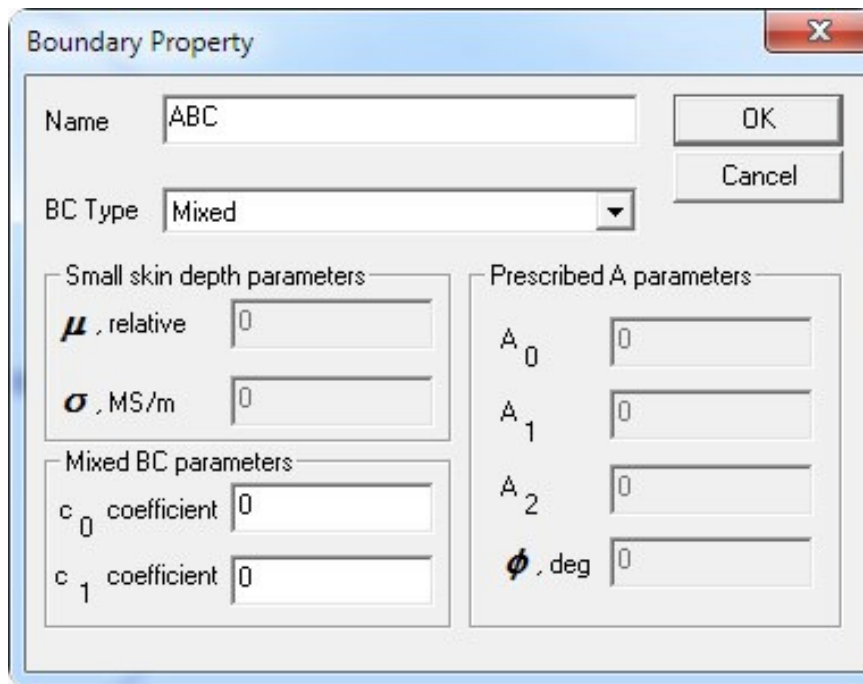 Boundary Property
Name ABC
OK
Cancel
BC Type Mixed
Small skin depth parameters
μ, relative 0
σ, MS/m 0
Mixed BC parameters
c 0 coefficient 0
c 1 coefficient 0
Prescribed A parameters
A 0 0
A 1 0
A 2 0
ϕ, deg 0